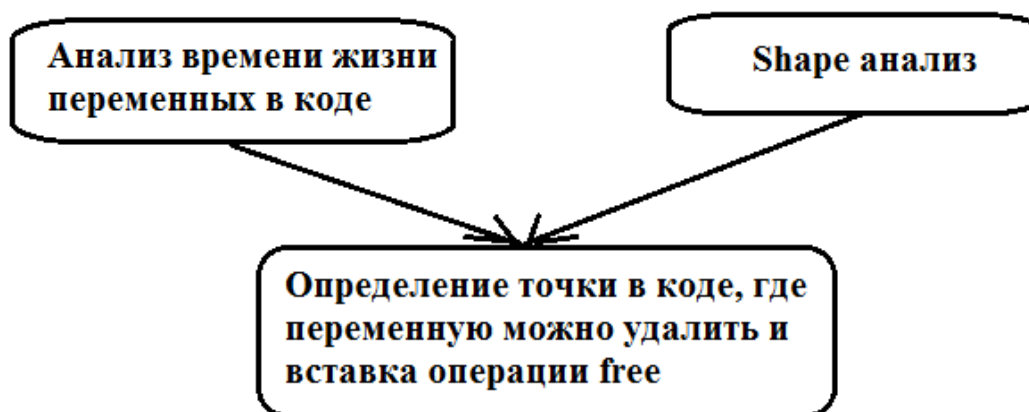 Анализ времени жизни
переменных в коде
Shape анализ
Определение точки в коде, где
переменную можно удалить и
вставка операции free